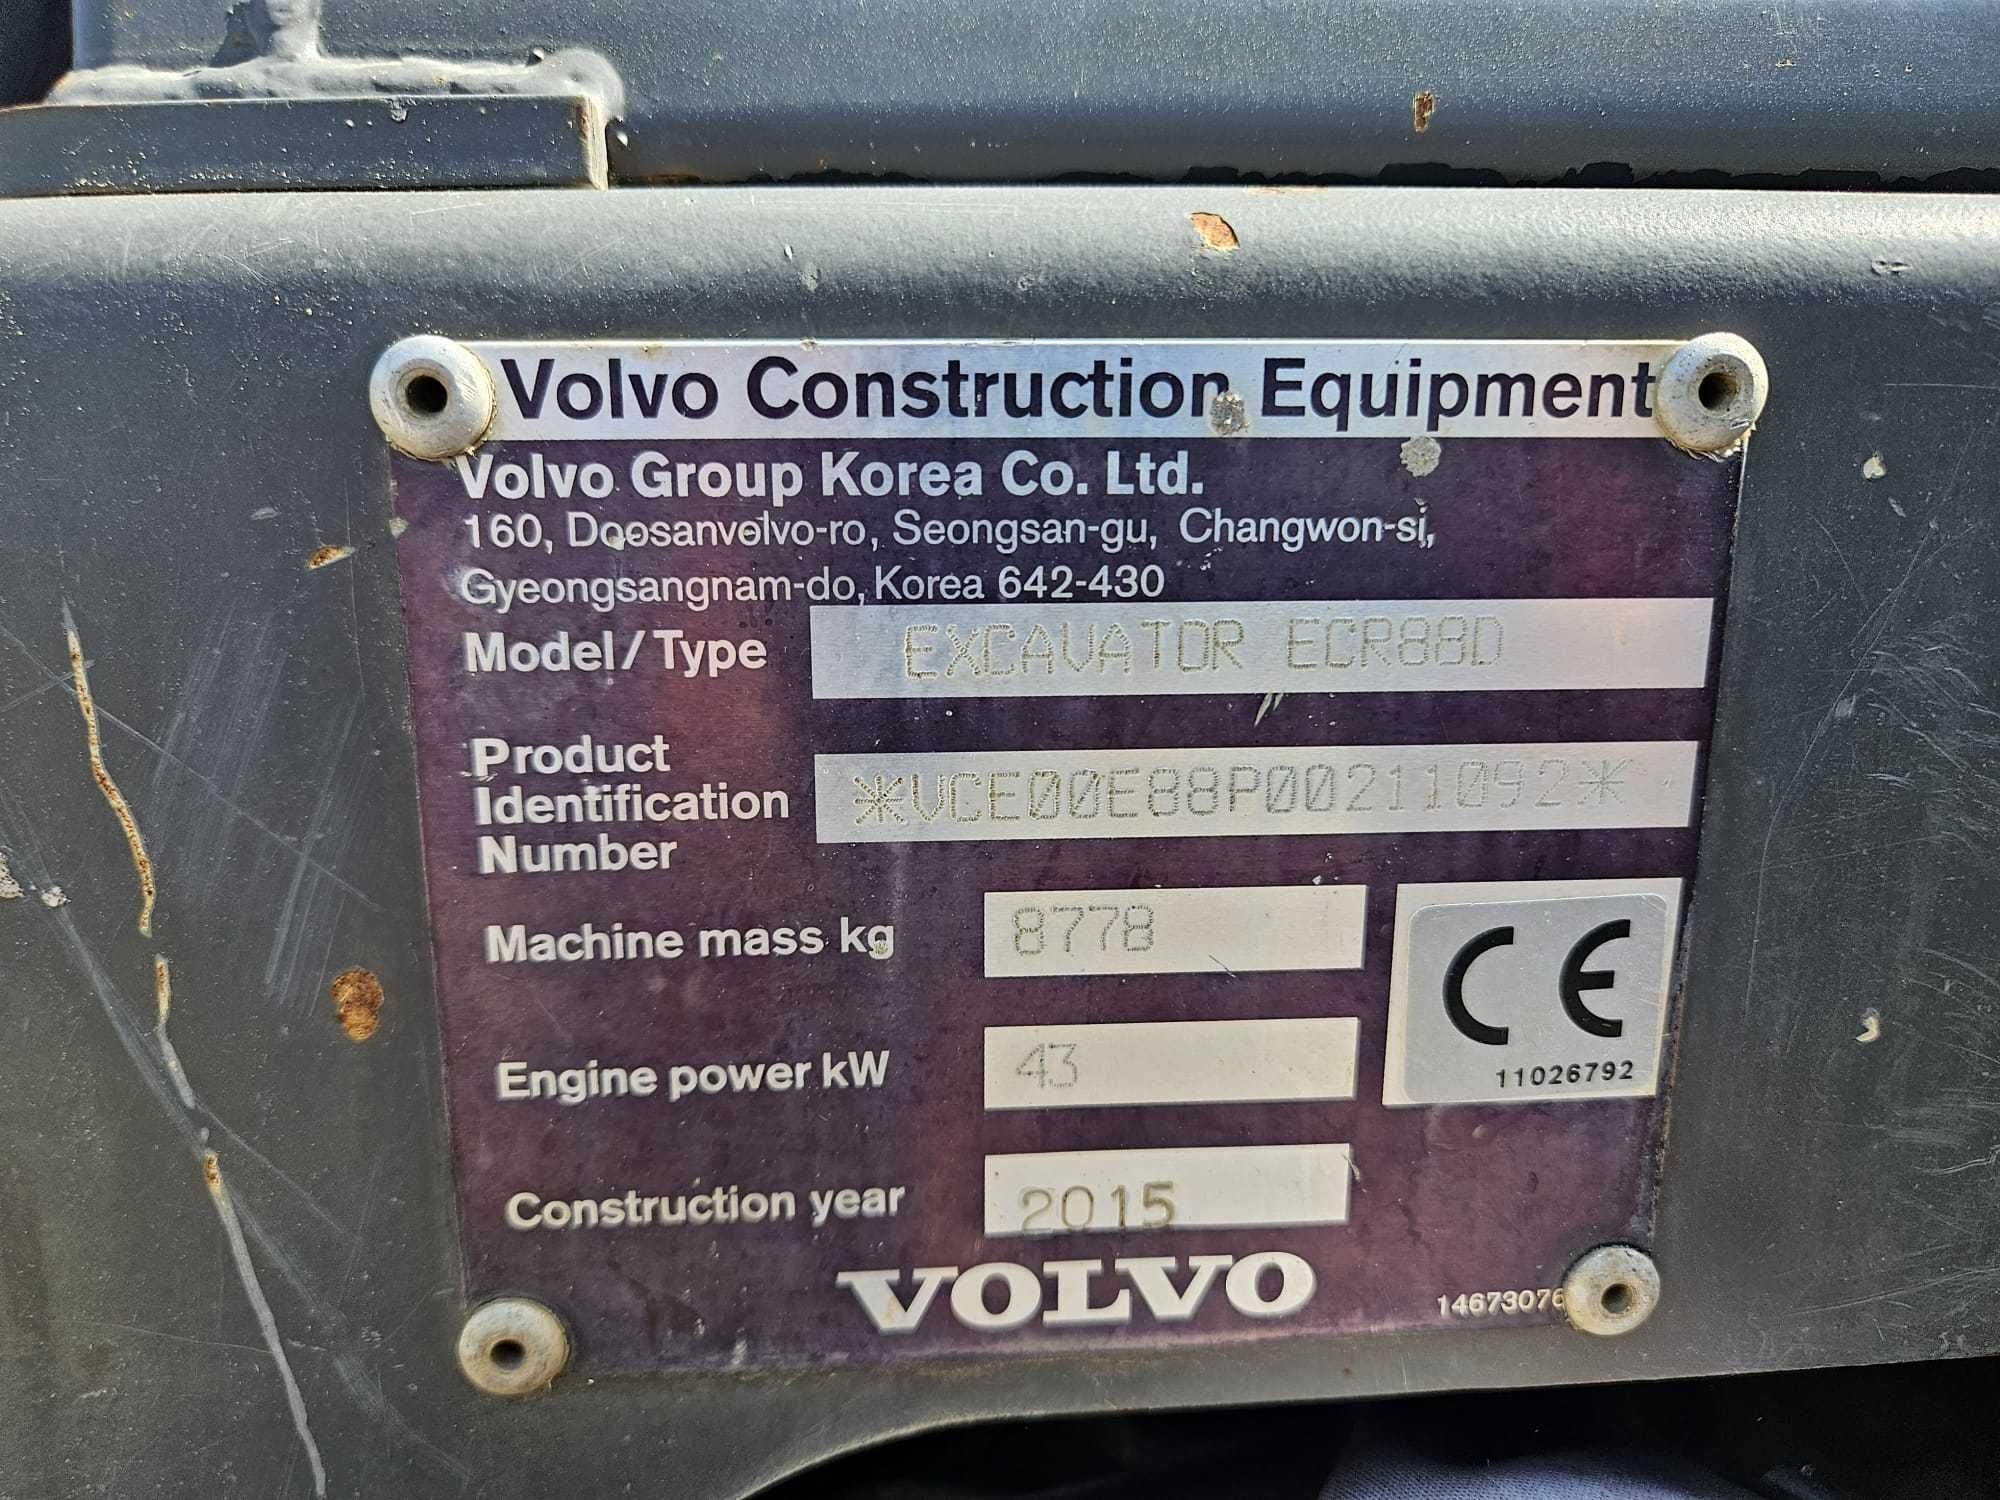 Volvo Construction Equipment
Volvo Group Korea Co. Ltd.
160, Doosanvolvo-ro, Seongsan-gu, Changwon-si,
Gyeongsangnam-do, Korea 642-430
Model/Type EXCAVATOR ECR88D
Product
Identification
Number
*VCE00E88P00211092*
Machine mass kg 8778
Engine power kW 43
CE
11026792
Construction year 2015
VOLVO
14673076